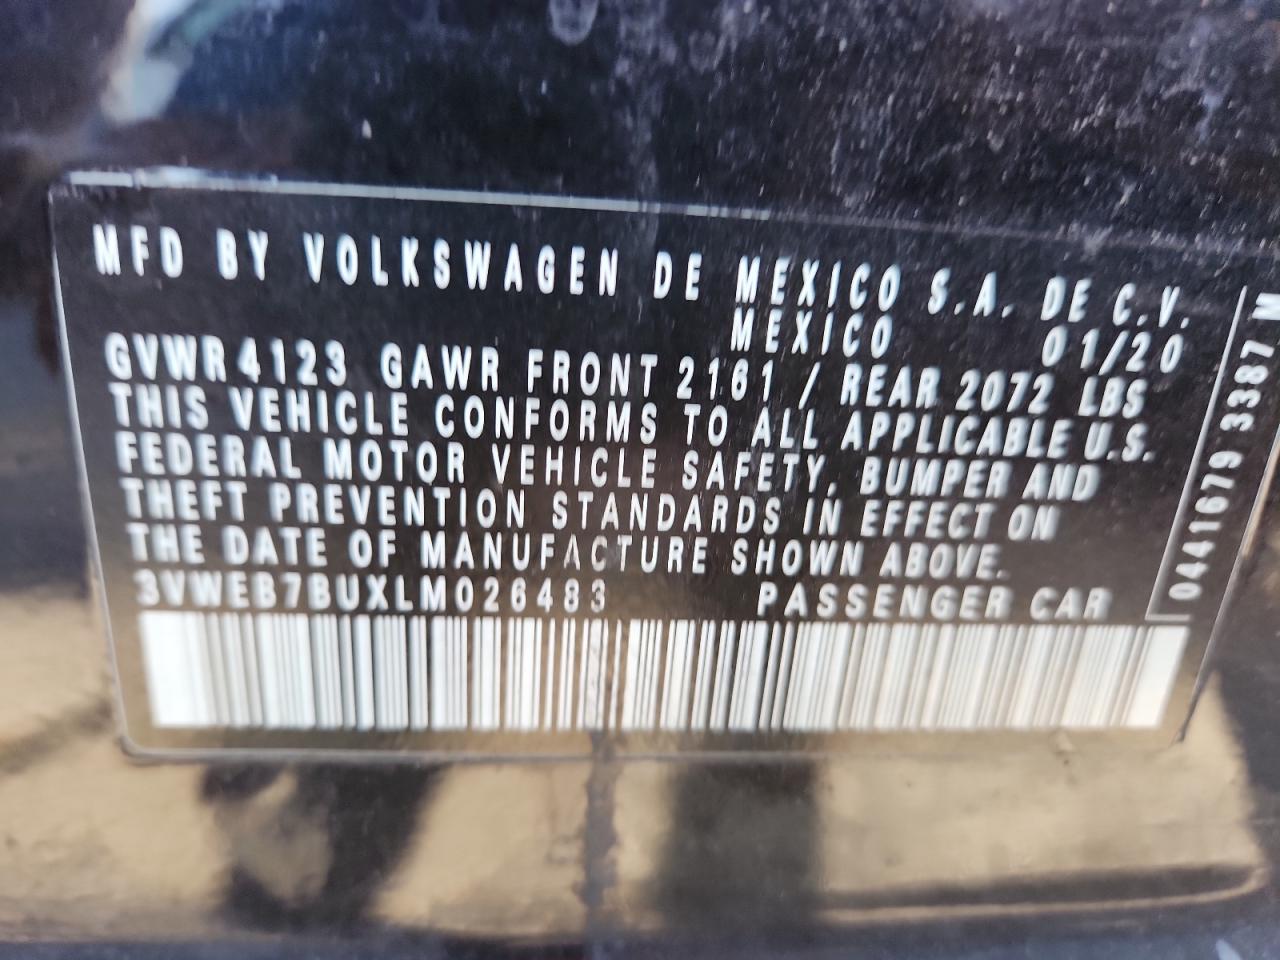 MFD BY VOLKSWAGEN DE MEXICO S.A. DE C.V.
MEXICO 01/20
GVWR 4123 GAWR FRONT 2161 / REAR 2072 LBS
THIS VEHICLE CONFORMS TO ALL APPLICABLE U.S.
FEDERAL MOTOR VEHICLE SAFETY, BUMPER AND
THEFT PREVENTION STANDARDS IN EFFECT ON
THE DATE OF MANUFACTURE SHOWN ABOVE.
3VWEB7BUXLM026483 PASSENGER CAR
0441679 3387 M